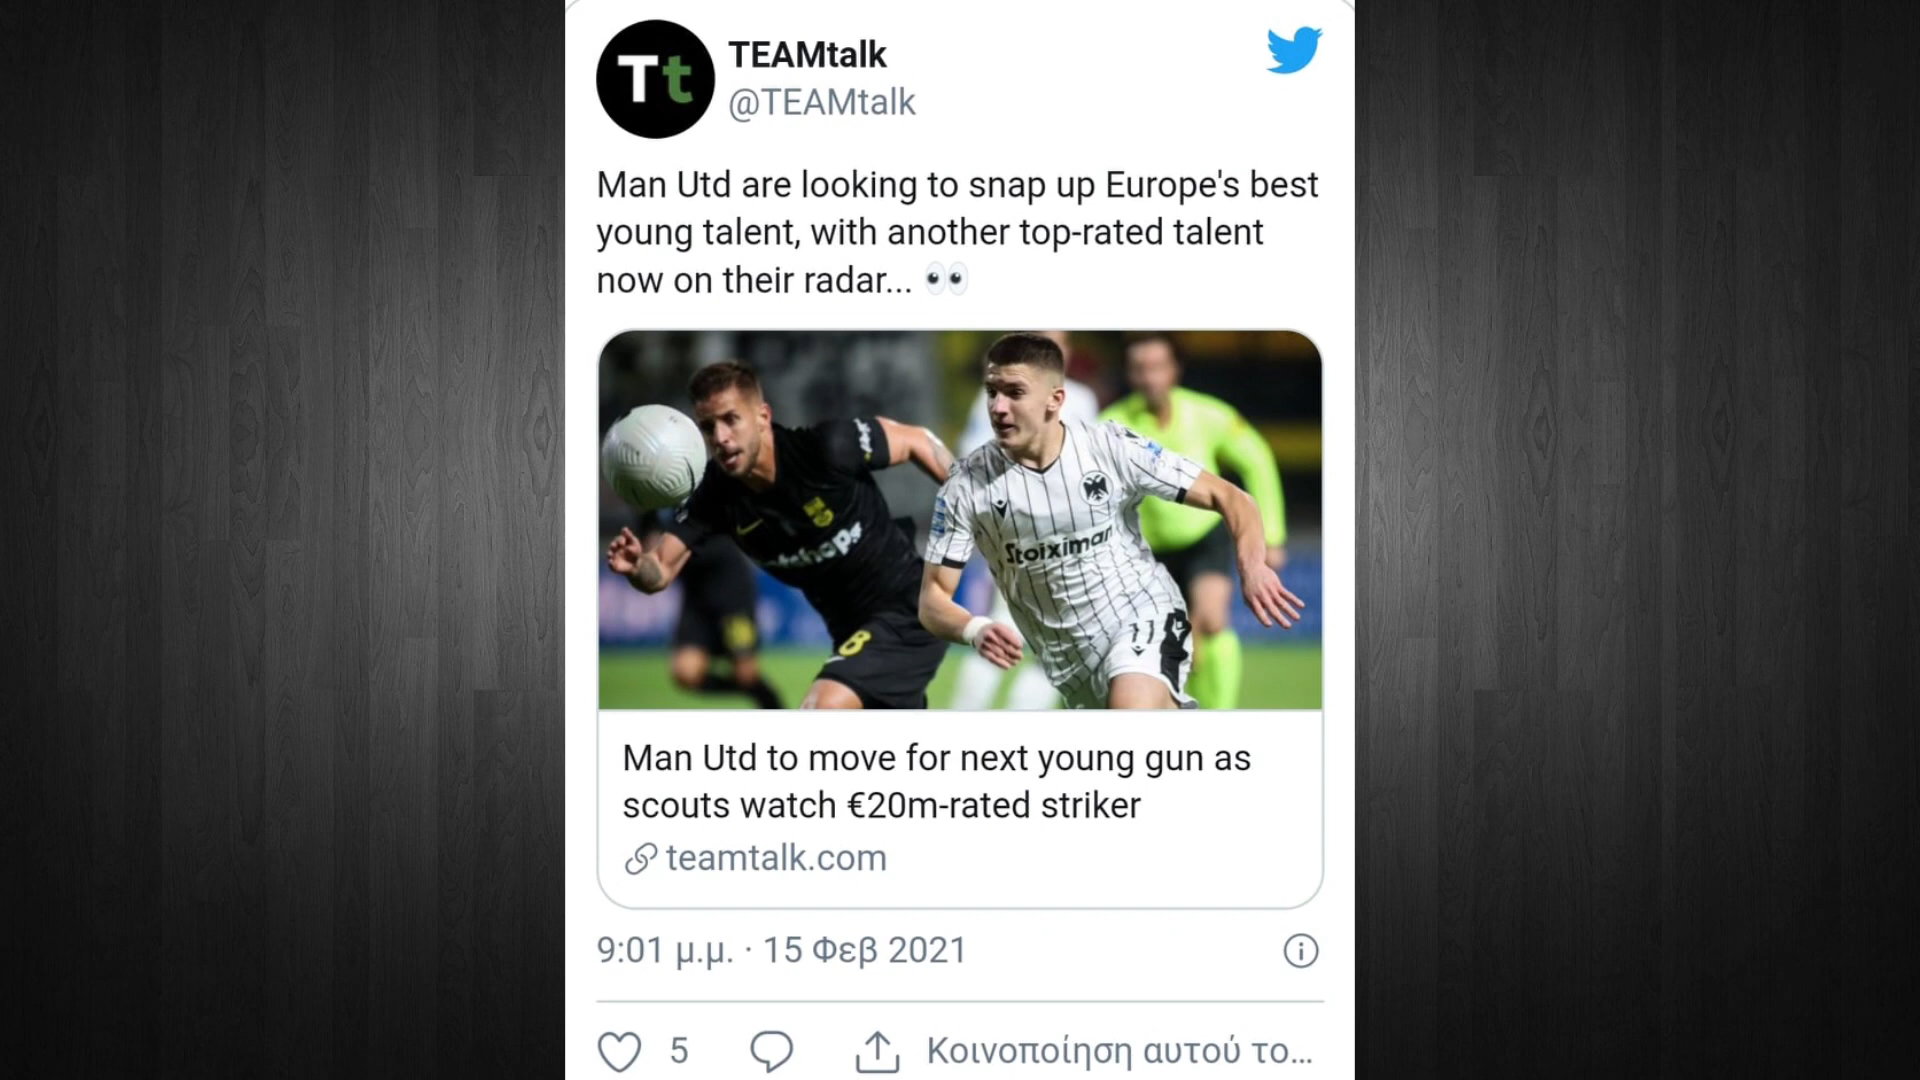 Tt
TEAMtalk
@TEAMtalk
Man Utd are looking to snap up Europe's best
young talent, with another top-rated talent
now on their radar... 👀
Stoiximan
8
11
Man Utd to move for next young gun as
scouts watch €20m-rated striker
teamtalk.com
9:01 μ.μ. · 15 Φεβ 2021
5
Κοινοποίηση αυτού το...